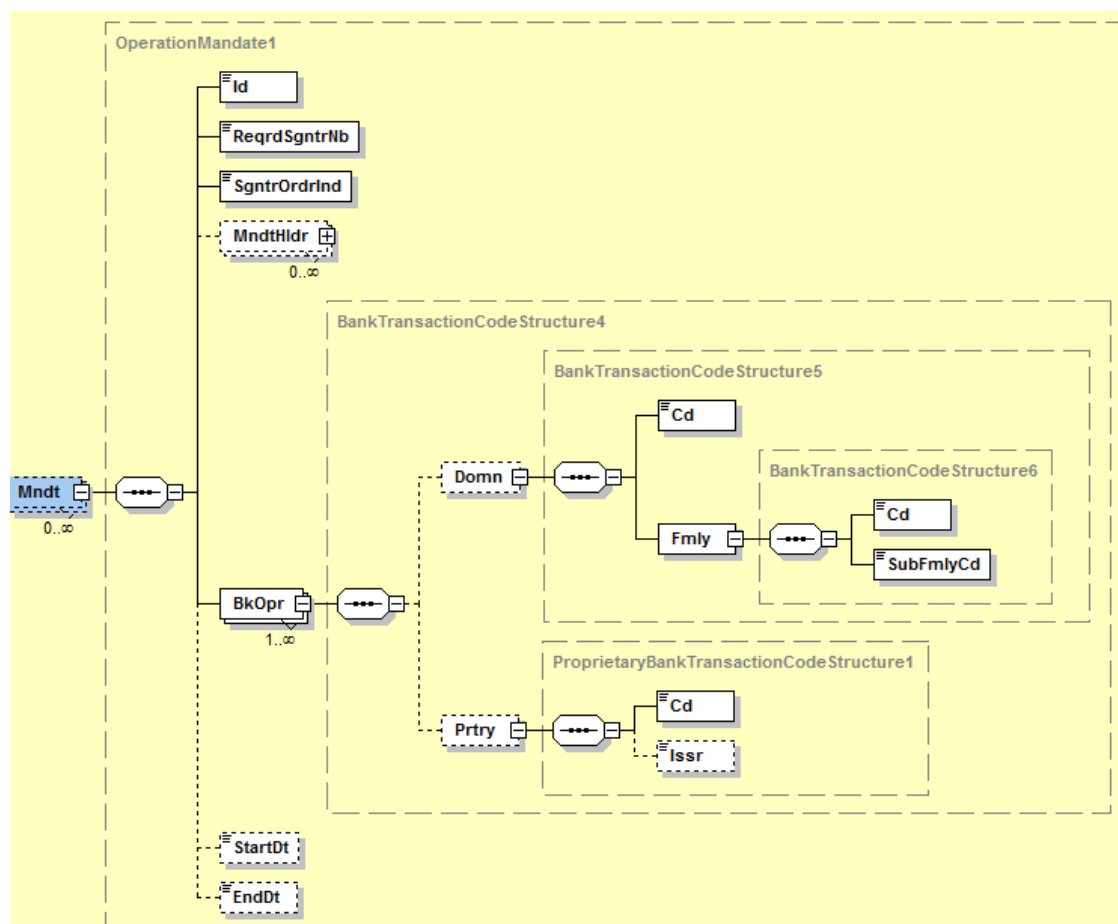 OperationMandate1
Id
ReqrdSgntrNb
SgntrOrdrInd
MndtHldr
0..∞
BankTransactionCodeStructure4
BankTransactionCodeStructure5
Cd
BankTransactionCodeStructure6
Domn
Mndt
0..∞
Cd
Fmly
SubFmlyCd
BkOpr
1..∞
ProprietaryBankTransactionCodeStructure1
Cd
Prtry
Issr
StartDt
EndDt